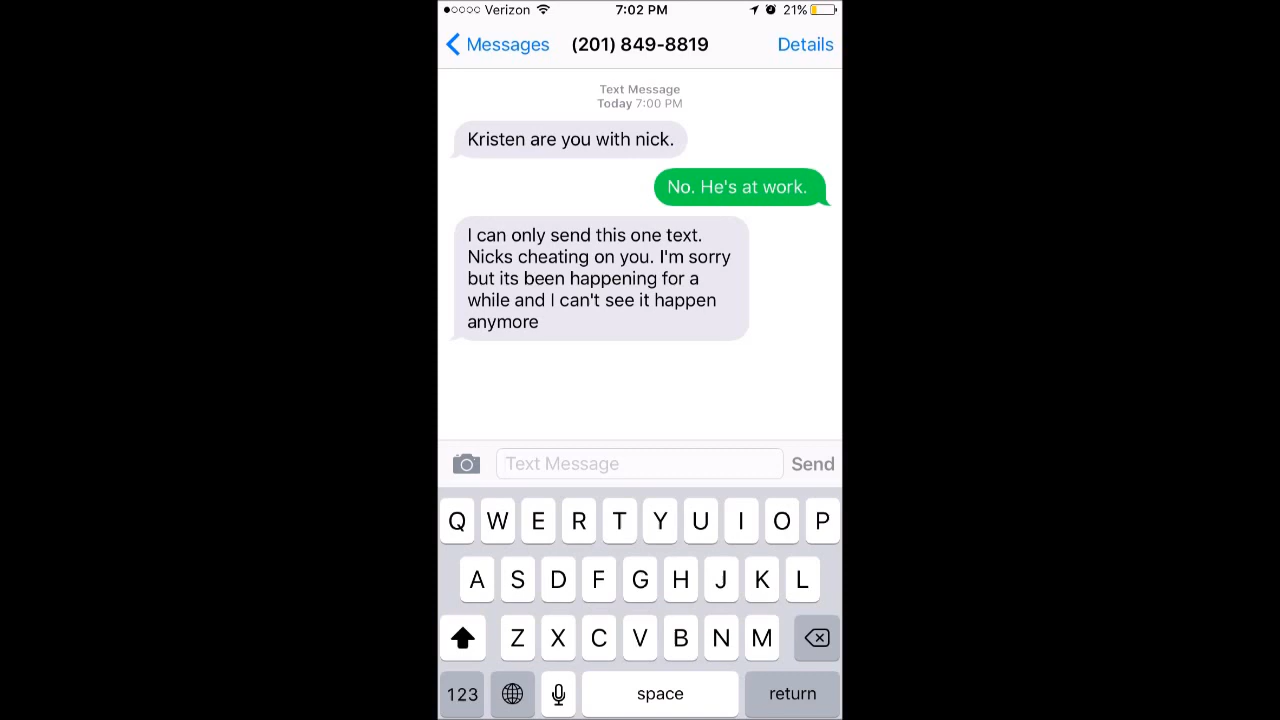 Verizon 7:02 PM 21%
Messages (201) 849-8819 Details
Text Message
Today 7:00 PM
Kristen are you with nick.
No. He's at work.
I can only send this one text.
Nicks cheating on you. I'm sorry
but its been happening for a
while and I can't see it happen
anymore
Text Message Send
Q W E R T Y U I O P
A S D F G H J K L
Z X C V B N M
123 space return